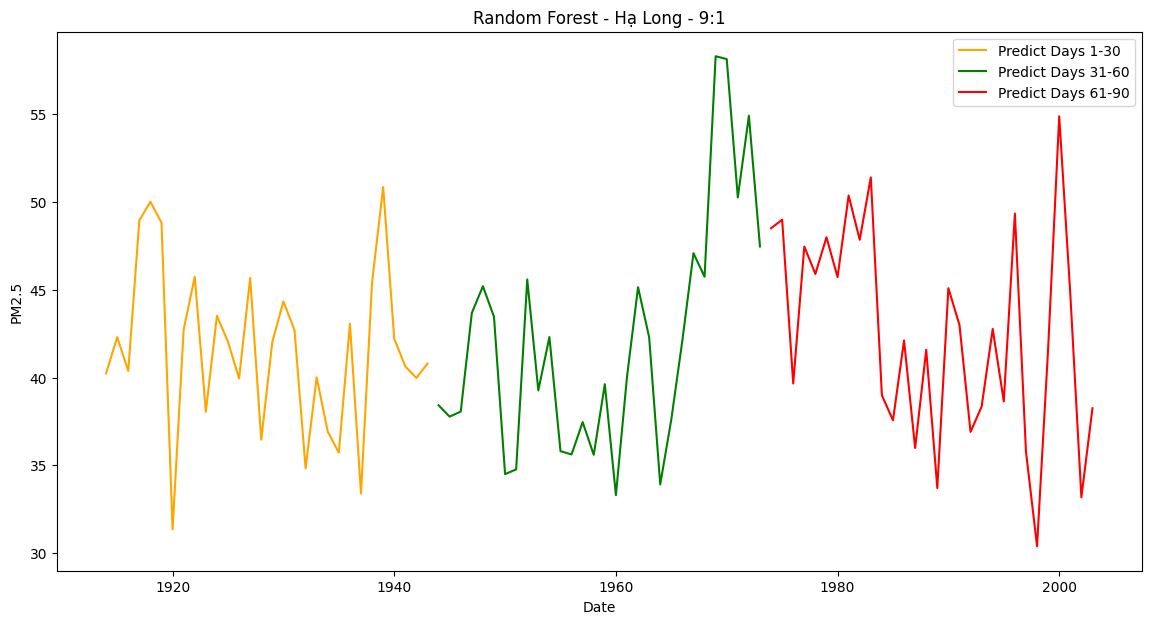 Random Forest - Hạ Long - 9:1
Predict Days 1-30
Predict Days 31-60
Predict Days 61-90
PM2.5
55
50
45
40
35
30
1920
1940
1960
1980
2000
Date